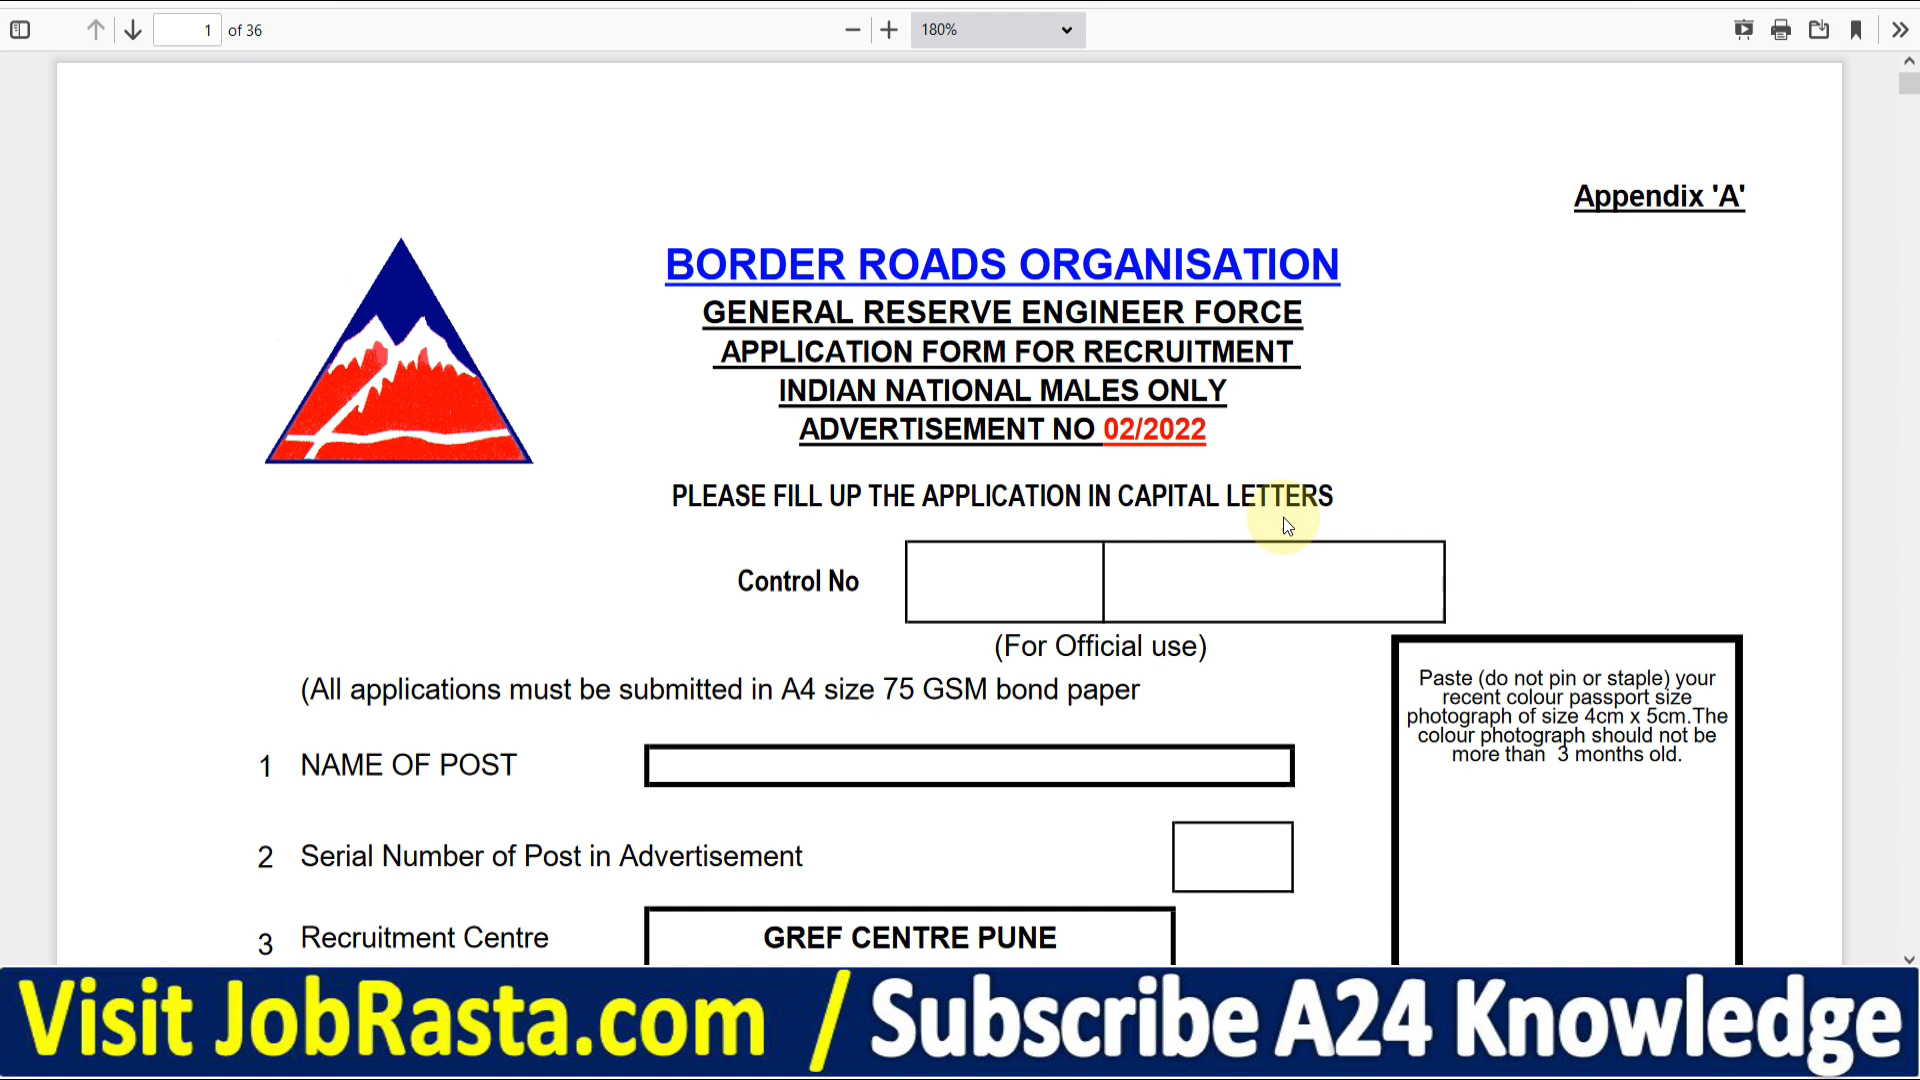 1 of 36
180%
Appendix 'A'
BORDER ROADS ORGANISATION
GENERAL RESERVE ENGINEER FORCE
APPLICATION FORM FOR RECRUITMENT
INDIAN NATIONAL MALES ONLY
ADVERTISEMENT NO 02/2022
PLEASE FILL UP THE APPLICATION IN CAPITAL LETTERS
Control No
(For Official use)
(All applications must be submitted in A4 size 75 GSM bond paper
Paste (do not pin or staple) your
recent colour passport size
photograph of size 4cm x 5cm.The
colour photograph should not be
more than 3 months old.
1 NAME OF POST
2 Serial Number of Post in Advertisement
3 Recruitment Centre GREF CENTRE PUNE
Visit JobRasta.com / Subscribe A24 Knowledge